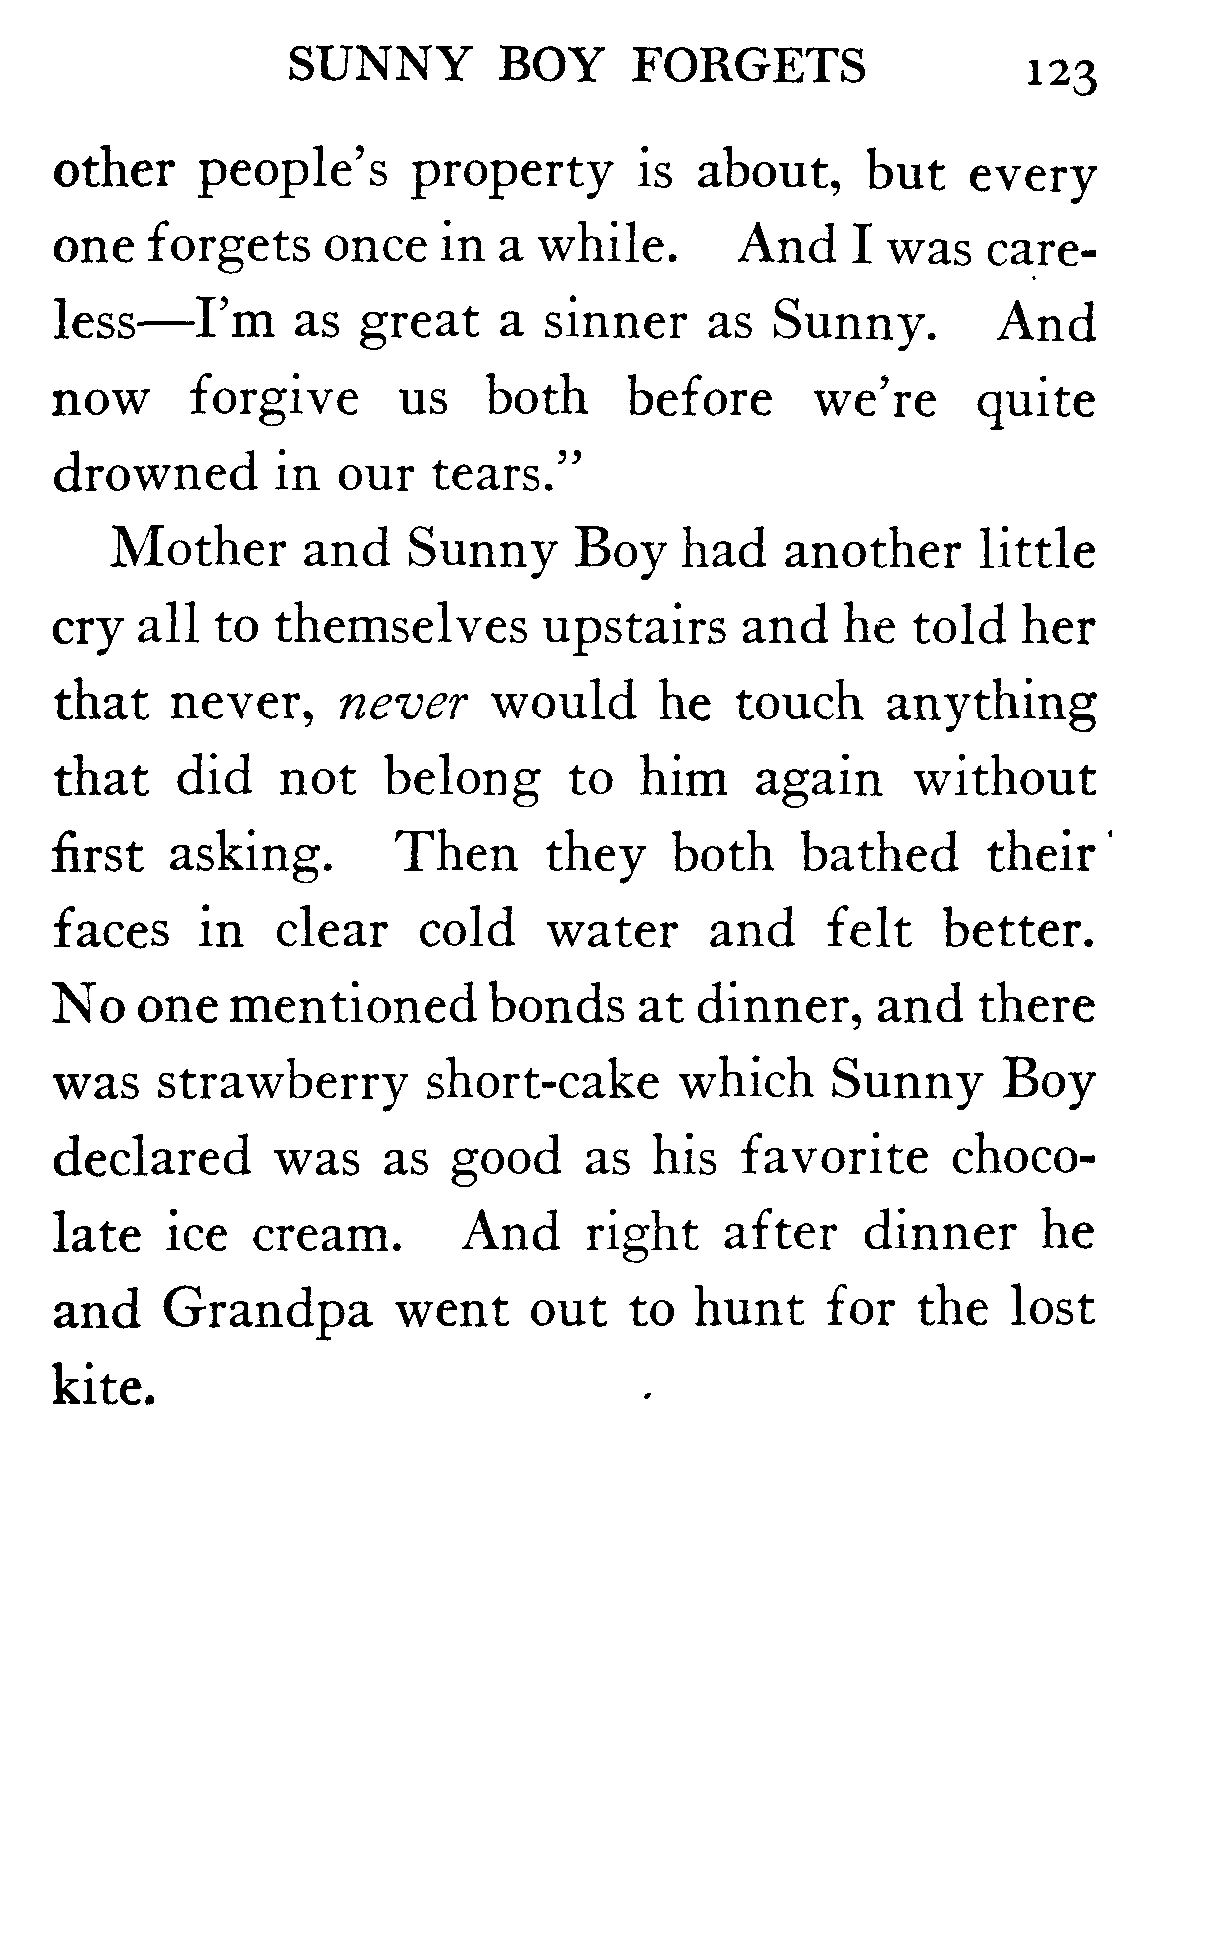 SUNNY BOY FORGETS 123
other people’s property is about, but every
one forgets once in a while. And I was care-
less—I’m as great a sinner as Sunny. And
now forgive us both before we’re quite
drowned in our tears.”
Mother and Sunny Boy had another little
cry all to themselves upstairs and he told her
that never, never would he touch anything
that did not belong to him again without
first asking. Then they both bathed their
faces in clear cold water and felt better.
No one mentioned bonds at dinner, and there
was strawberry short-cake which Sunny Boy
declared was as good as his favorite choco-
late ice cream. And right after dinner he
and Grandpa went out to hunt for the lost
kite.